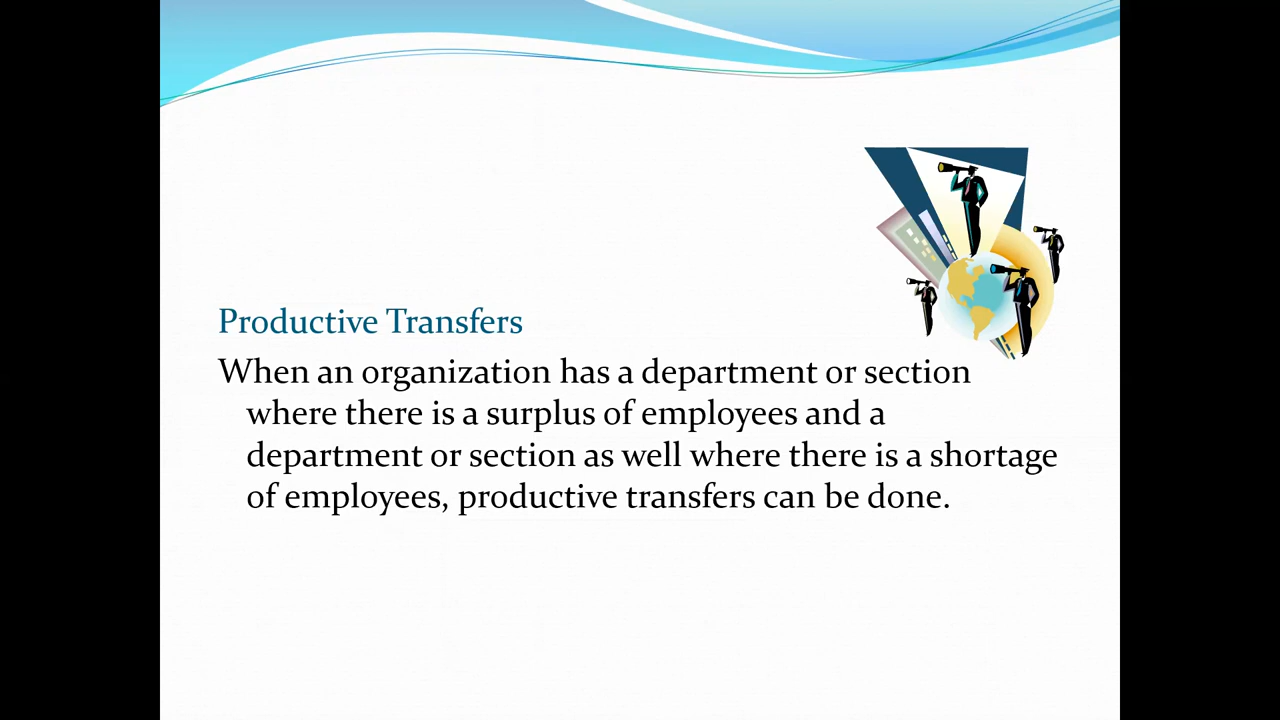 Productive Transfers
When an organization has a department or section
where there is a surplus of employees and a
department or section as well where there is a shortage
of employees, productive transfers can be done.